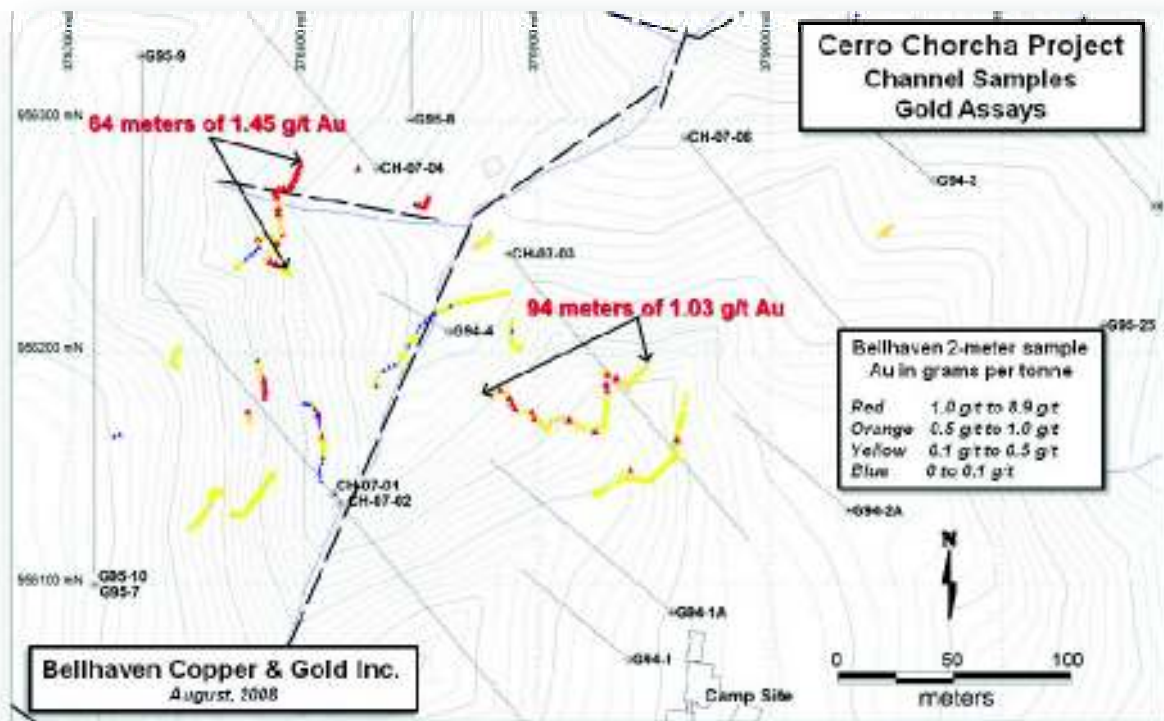 Cerro Chorcha Project
Channel Samples
Gold Assays
G95-9
G95-8
64 meters of 1.45 g/t Au
CH-07-04
CH-07-06
G94-3
CH-07-03
94 meters of 1.03 g/t Au
G94-4
G95-23
Bellhaven 2-meter sample
Au in grams per tonne
Red 1.0 g/t to 8.9 g/t
Orange 0.5 g/t to 1.0 g/t
Yellow 0.1 g/t to 0.5 g/t
Blue 0 to 0.1 g/t
CH-07-01
CH-07-02
G94-2A
N
G95-10
G95-7
G94-1A
G94-1
Camp Site
Bellhaven Copper & Gold Inc.
August, 2008
0 50 100
meters